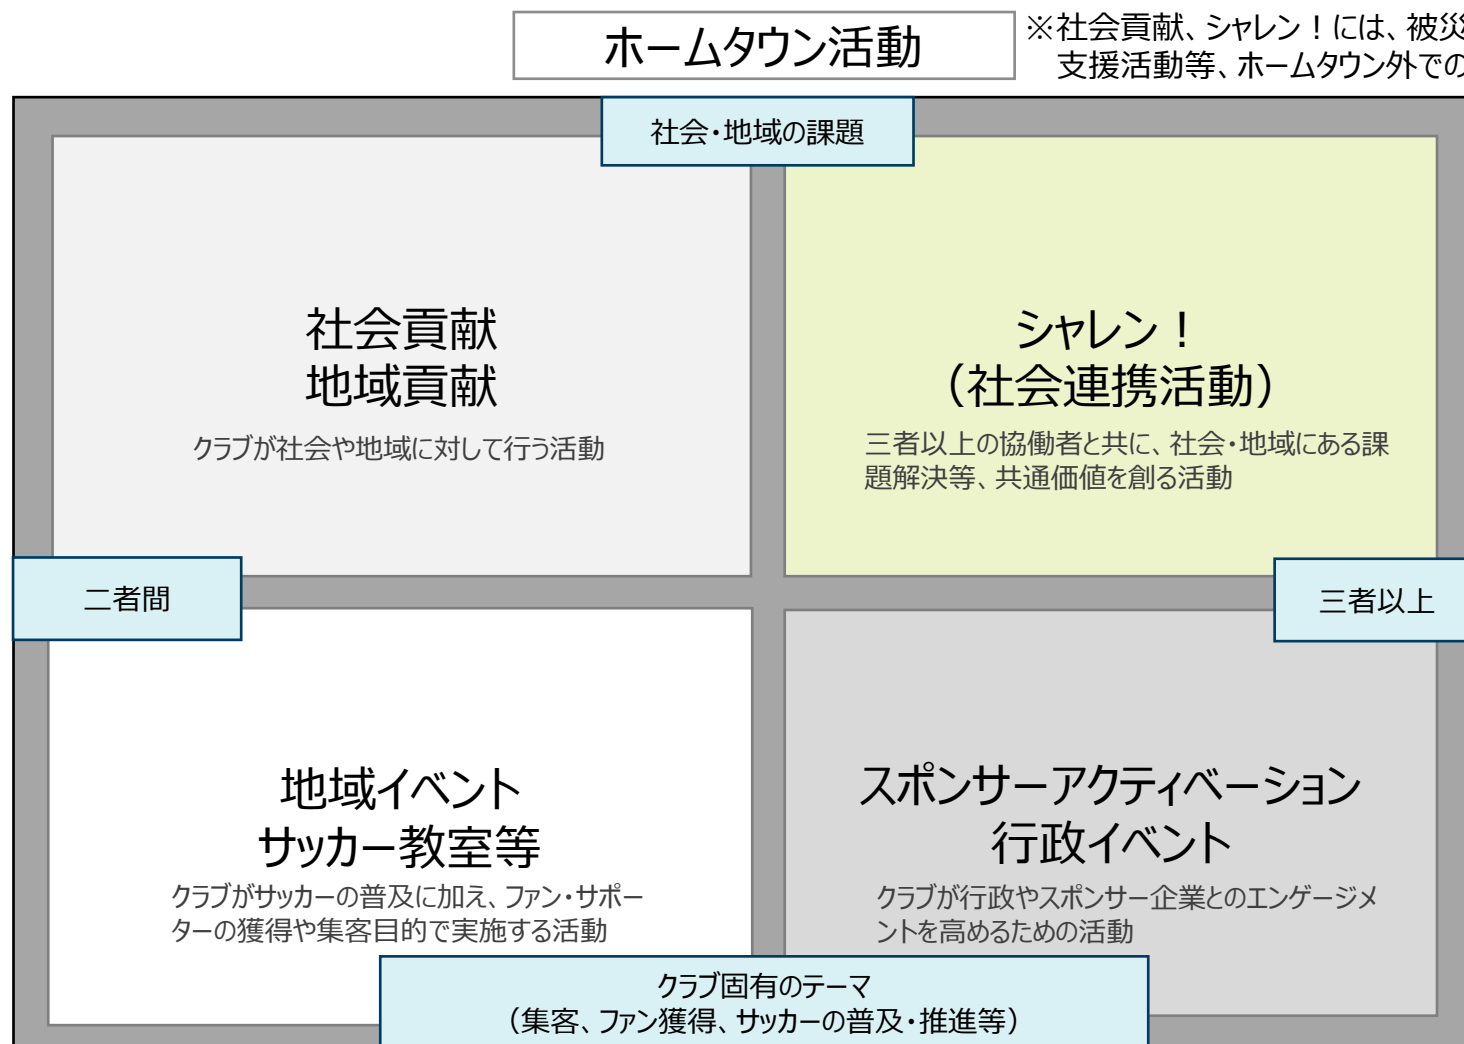 ホームタウン活動
※社会貢献、シャレン！には、被災
支援活動等、ホームタウン外での
社会・地域の課題
社会貢献
地域貢献
クラブが社会や地域に対して行う活動
シャレン！
（社会連携活動）
三者以上の協働者と共に、社会・地域にある課
題解決等、共通価値を創る活動
二者間
三者以上
地域イベント
サッカー教室等
クラブがサッカーの普及に加え、ファン・サポー
ターの獲得や集客目的で実施する活動
スポンサーアクティベーション
行政イベント
クラブが行政やスポンサー企業とのエンゲージメ
ントを高めるための活動
クラブ固有のテーマ
（集客、ファン獲得、サッカーの普及・推進等）